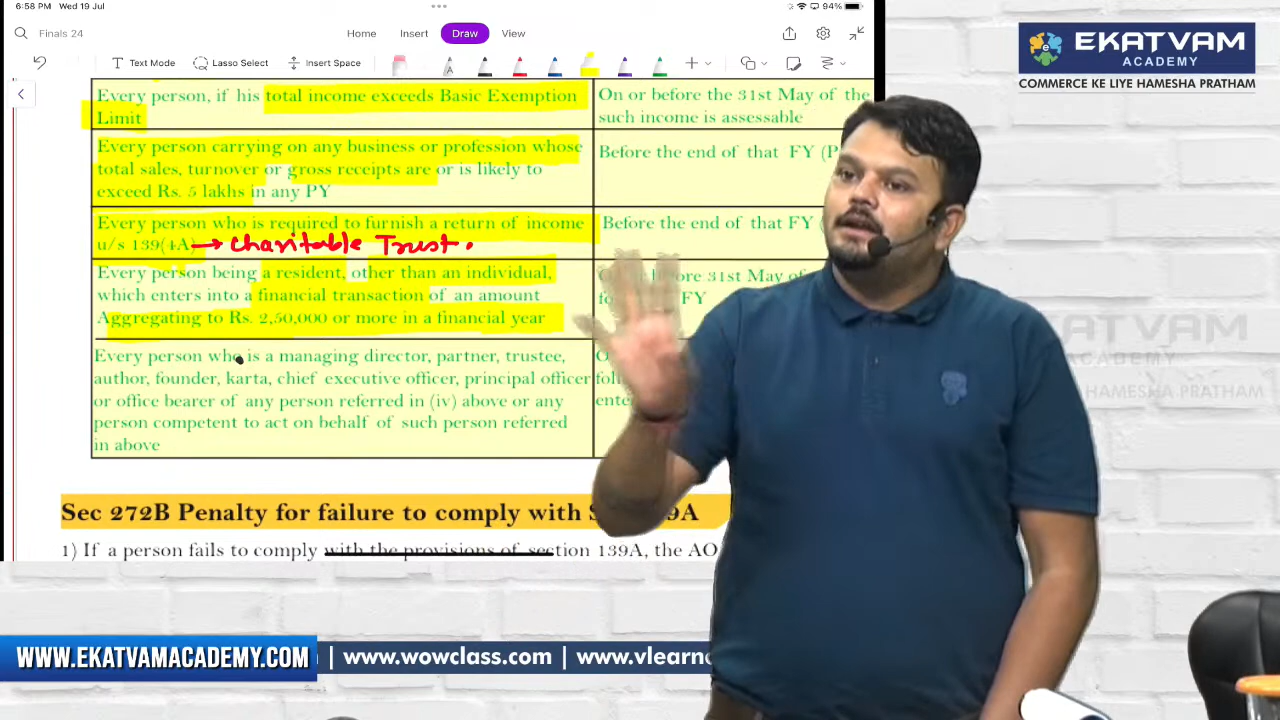 6:58 PM Wed 19 Jul
94%
Finals 24
Home Insert Draw View
Text Mode Lasso Select Insert Space
Every person, if his total income exceeds Basic Exemption
Limit
On or before the 31st May of the
such income is assessable
Every person carrying on any business or profession whose
total sales, turnover or gross receipts are or is likely to
exceed Rs. 5 lakhs in any PY
Before the end of that FY
Every person who is required to furnish a return of income
u/s 139(4A) → Charitable Trust.
Before the end of that FY
Every person being a resident, other than an individual,
which enters into a financial transaction of an amount
Aggregating to Rs. 2,50,000 or more in a financial year
31st May of
FY
Every person who is a managing director, partner, trustee,
author, founder, karta, chief executive officer, principal officer
or office bearer of any person referred in (iv) above or any
person competent to act on behalf of such person referred
in above
Sec 272B Penalty for failure to comply with
1) If a person fails to comply with the provisions of section 139A, the AO
EKATVAM
ACADEMY
COMMERCE KE LIYE HAMESHA PRATHAM
EKATVAM
ACADEMY
HAMESHA PRATHAM
WWW.EKATVAMACADEMY.COM
| www.wowclass.com | www.vlearn